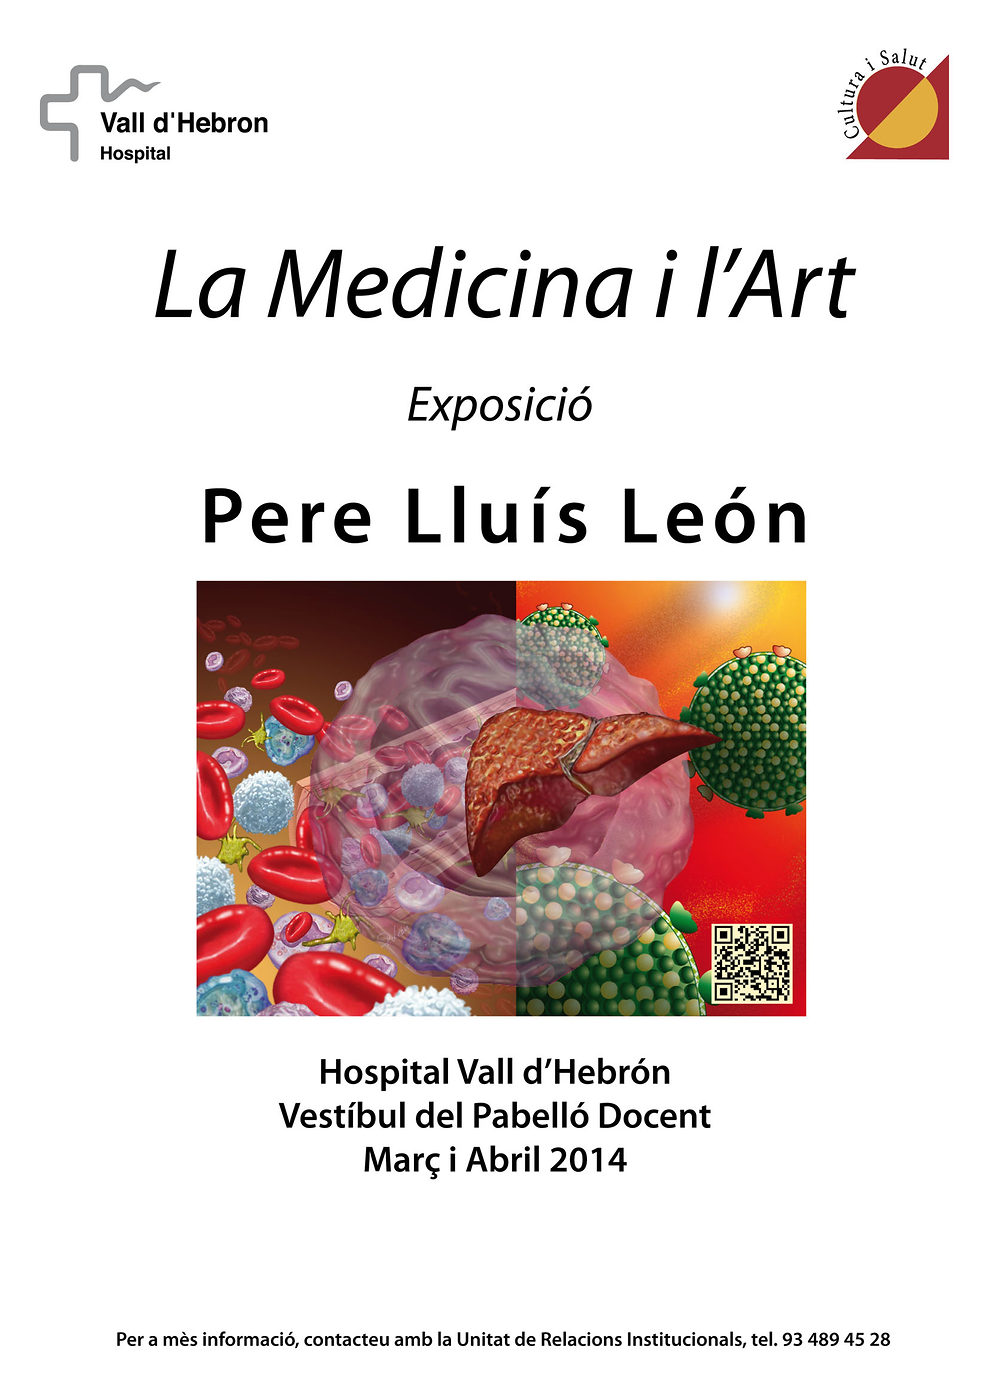 Vall d'Hebron
Hospital
Cultura i Salut
La Medicina i l'Art
Exposició
Pere Lluís León
Hospital Vall d'Hebrón
Vestíbul del Pabelló Docent
Març i Abril 2014
Per a mès informació, contacteu amb la Unitat de Relacions Institucionals, tel. 93 489 45 28